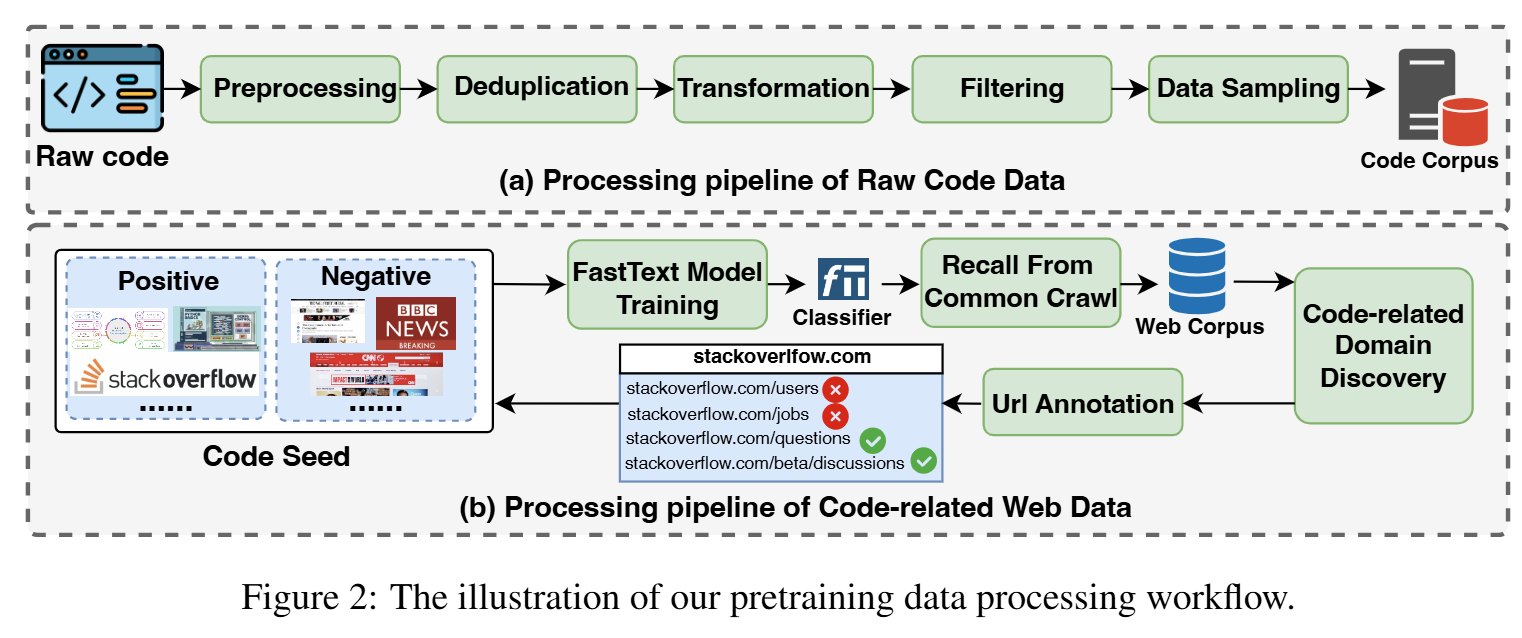 </>
Raw code
Preprocessing
Deduplication
Transformation
Filtering
Data Sampling
Code Corpus
(a) Processing pipeline of Raw Code Data
Positive
stackoverflow
......
Negative
BBC
NEWS
BREAKING
CNN
......
Code Seed
FastText Model
Training
Classifier
Recall From
Common Crawl
Web Corpus
Code-related
Domain
Discovery
Url Annotation
stackoverlfow.com
stackoverflow.com/users
stackoverflow.com/jobs
stackoverflow.com/questions
stackoverflow.com/beta/discussions
(b) Processing pipeline of Code-related Web Data
Figure 2: The illustration of our pretraining data processing workflow.